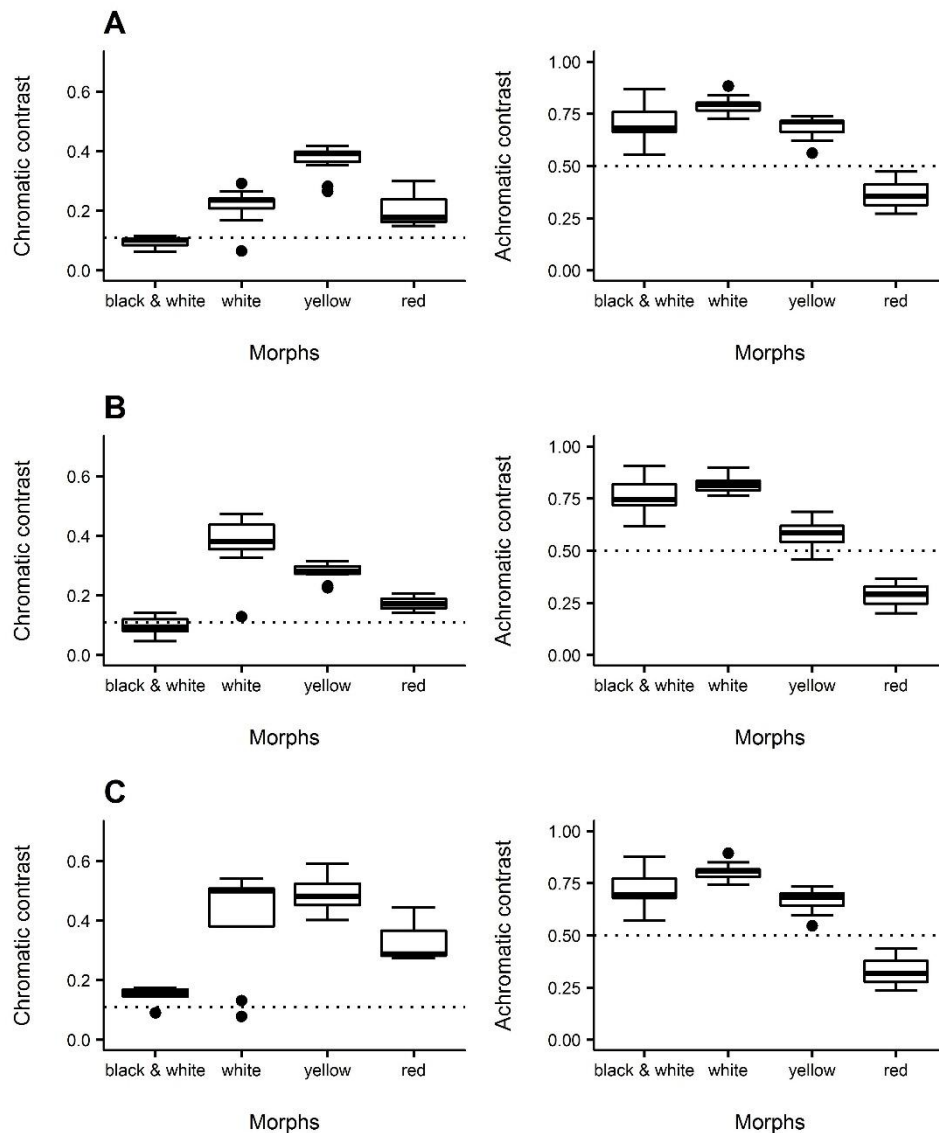 A
Chromatic contrast
0.6
0.4
0.2
0.0
black & white white yellow red
Morphs
Achromatic contrast
1.00
0.75
0.50
0.25
0.00
black & white white yellow red
Morphs
B
Chromatic contrast
0.6
0.4
0.2
0.0
black & white white yellow red
Morphs
Achromatic contrast
1.00
0.75
0.50
0.25
0.00
black & white white yellow red
Morphs
C
Chromatic contrast
0.6
0.4
0.2
0.0
black & white white yellow red
Morphs
Achromatic contrast
1.00
0.75
0.50
0.25
0.00
black & white white yellow red
Morphs